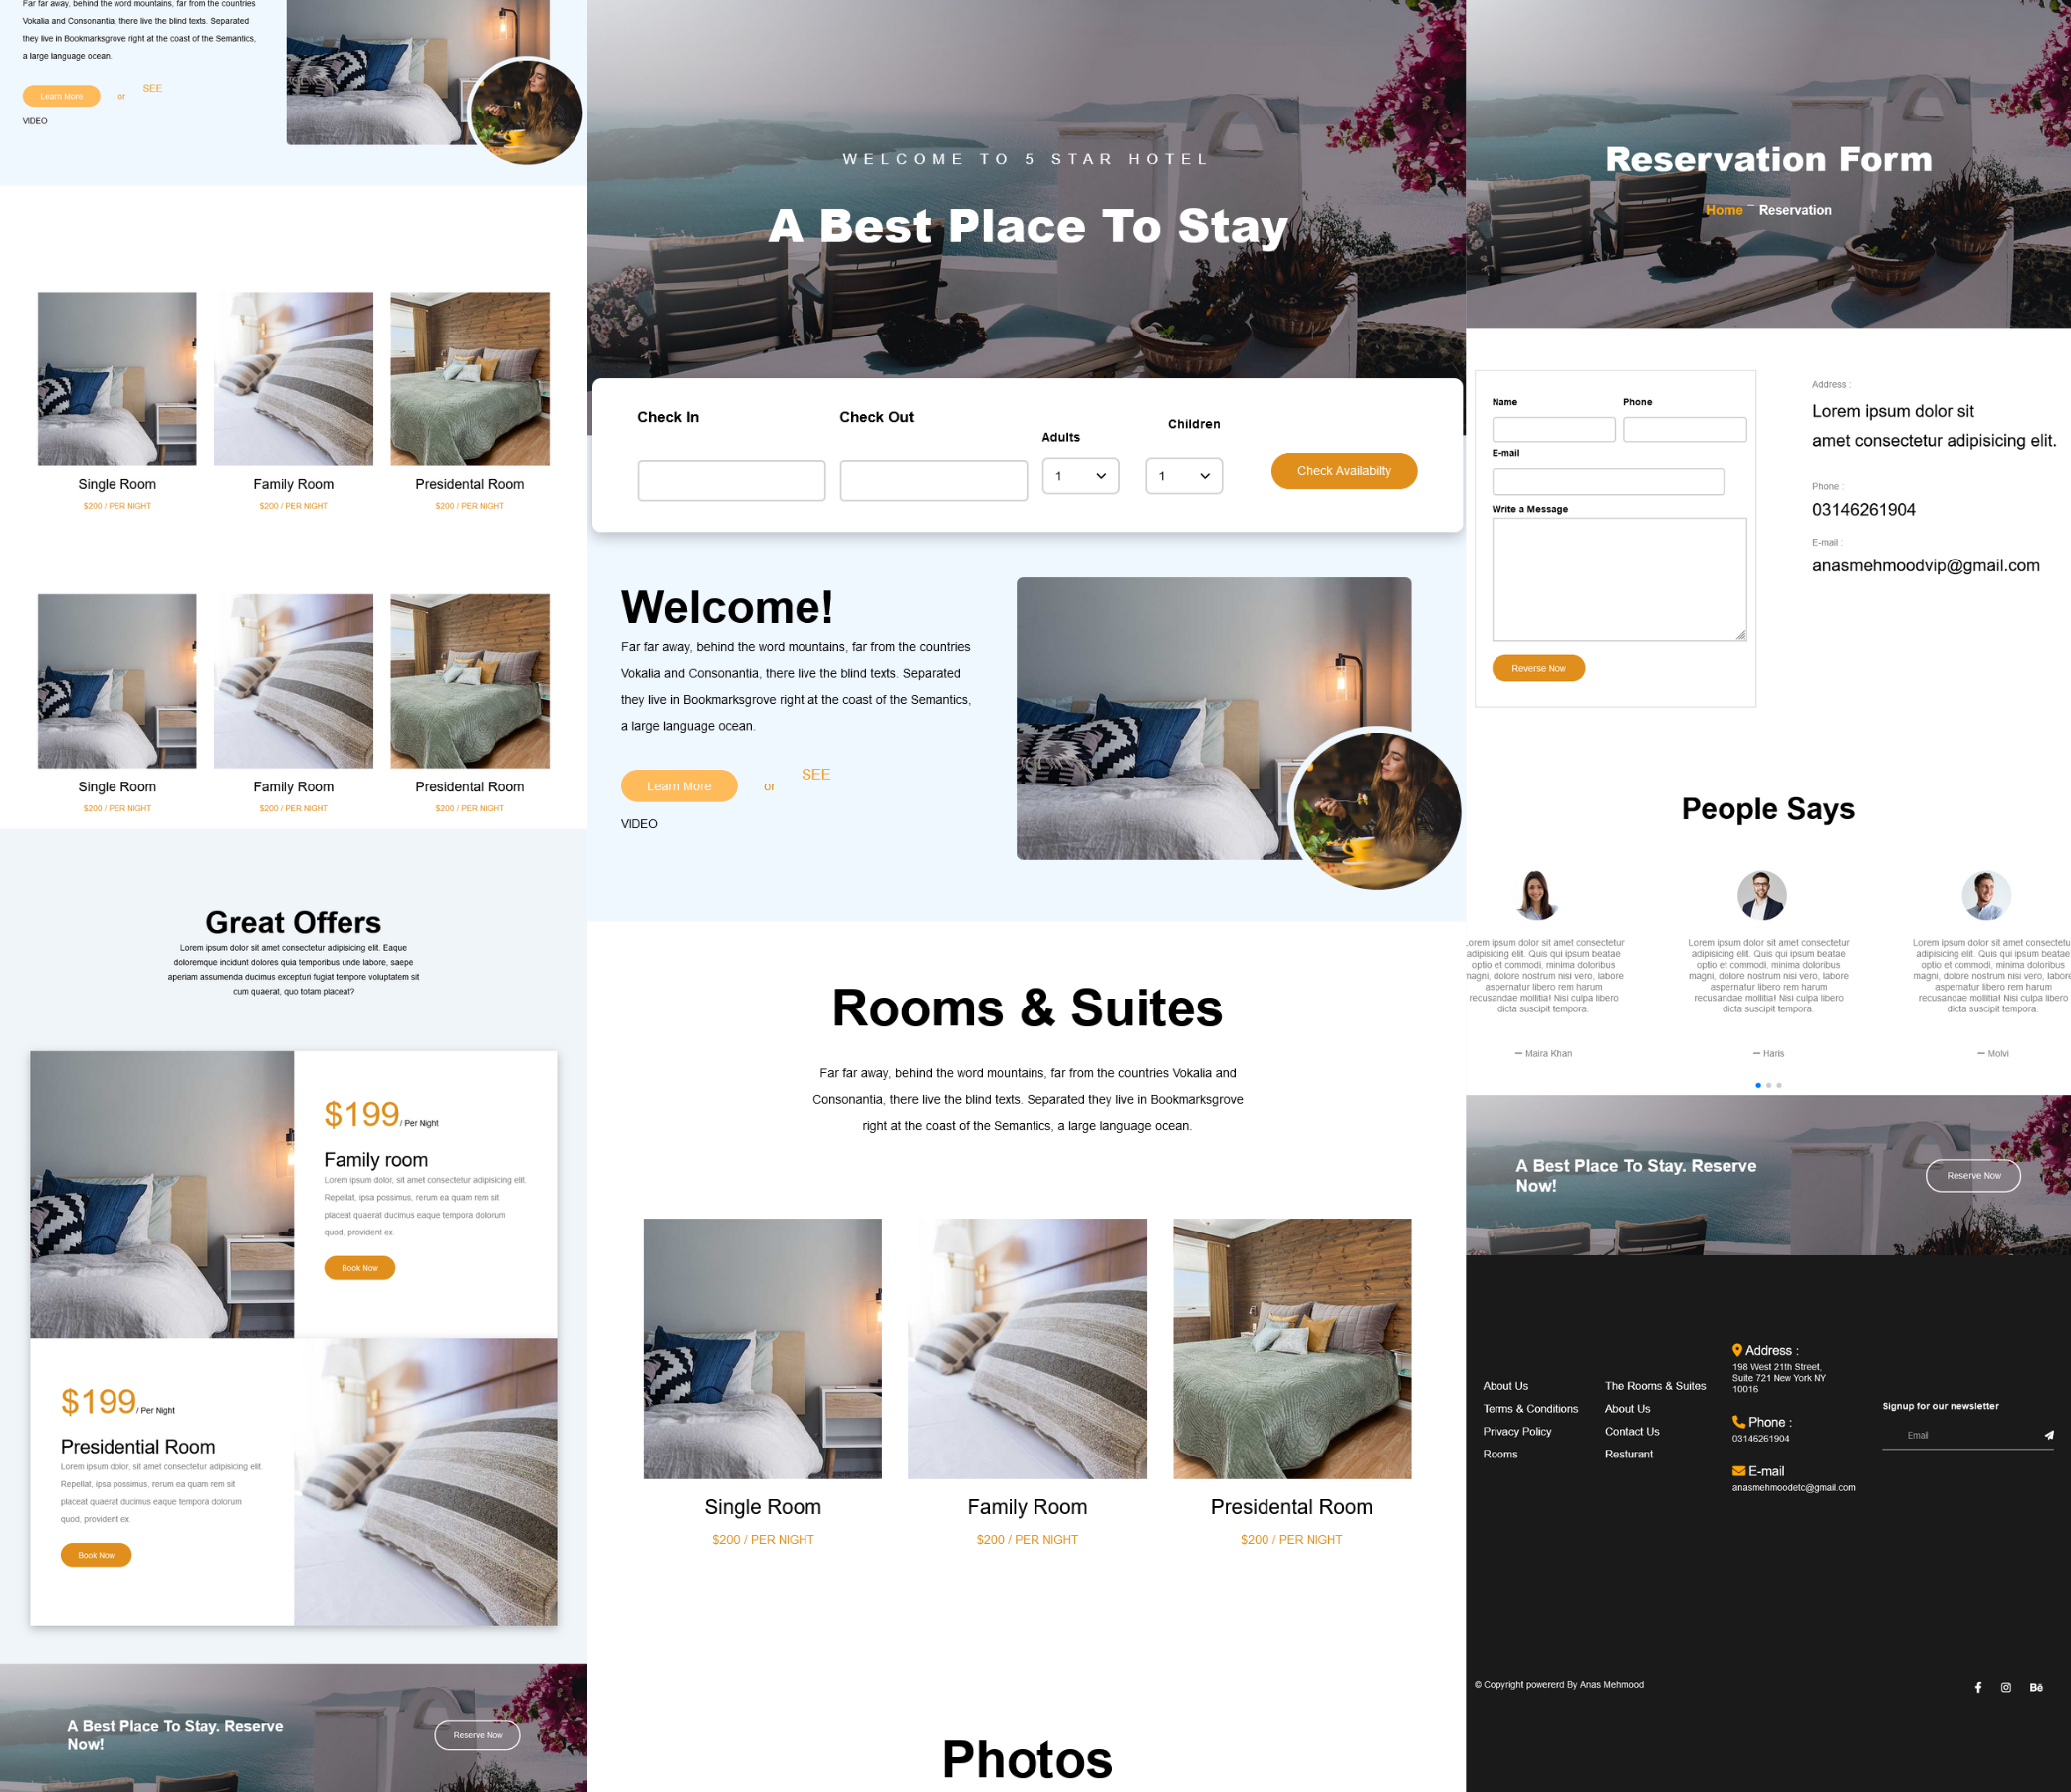 Far far away, behind the word mountains, far from the countries
Vokalia and Consonantia, there live the blind texts. Separated
they live in Bookmarksgrove right at the coast of the Semantics,
a large language ocean.
Learn More
or
SEE
VIDEO
Single Room
Family Room
Presidental Room
$200 / PER NIGHT
$200 / PER NIGHT
$200 / PER NIGHT
Single Room
Family Room
Presidental Room
$200 / PER NIGHT
$200 / PER NIGHT
$200 / PER NIGHT
Great Offers
Lorem ipsum dolor sit amet consectetur adipisicing elit. Eaque
doloremque incidunt dolores quia temporibus unde labore, saepe
aperiam assumenda ducimus excepturi fugiat tempore voluptatem sit
cum quaerat, quo totam placeat?
$199/ Per Night
Family room
Lorem ipsum dolor, sit amet consectetur adipisicing elit.
Repellat, ipsa possimus, rerum ea quam rem sit
placeat quaerat ducimus eaque tempora dolorum
quod, provident ex.
Book Now
$199/ Per Night
Presidential Room
Lorem ipsum dolor, sit amet consectetur adipisicing elit.
Repellat, ipsa possimus, rerum ea quam rem sit
placeat quaerat ducimus eaque tempora dolorum
quod, provident ex.
Book Now
A Best Place To Stay. Reserve
Now!
Reserve Now
WELCOME TO 5 STAR HOTEL
A Best Place To Stay
Check In
Check Out
Adults
Children
1
1
Check Availabilty
Welcome!
Far far away, behind the word mountains, far from the countries
Vokalia and Consonantia, there live the blind texts. Separated
they live in Bookmarksgrove right at the coast of the Semantics,
a large language ocean.
Learn More
or
SEE
VIDEO
Rooms & Suites
Far far away, behind the word mountains, far from the countries Vokalia and
Consonantia, there live the blind texts. Separated they live in Bookmarksgrove
right at the coast of the Semantics, a large language ocean.
Single Room
Family Room
Presidental Room
$200 / PER NIGHT
$200 / PER NIGHT
$200 / PER NIGHT
Photos
Reservation Form
Home – Reservation
Name
Phone
E-mail
Write a Message
Reverse Now
Address :
Lorem ipsum dolor sit
amet consectetur adipisicing elit.
Phone :
03146261904
E-mail :
anasmehmoodvip@gmail.com
People Says
Lorem ipsum dolor sit amet consectetur
adipisicing elit. Quis qui ipsum beatae
optio et commodi, minima doloribus
magni, dolore nostrum nisi vero, labore
aspernatur libero rem harum
recusandae mollitia! Nisi culpa libero
dicta suscipit tempora.
— Maira Khan
Lorem ipsum dolor sit amet consectetur
adipisicing elit. Quis qui ipsum beatae
optio et commodi, minima doloribus
magni, dolore nostrum nisi vero, labore
aspernatur libero rem harum
recusandae mollitia! Nisi culpa libero
dicta suscipit tempora.
— Haris
Lorem ipsum dolor sit amet consectetu
adipisicing elit. Quis qui ipsum beatae
optio et commodi, minima doloribus
magni, dolore nostrum nisi vero, labore
aspernatur libero rem harum
recusandae mollitia! Nisi culpa libero
dicta suscipit tempora.
— Molvi
A Best Place To Stay. Reserve
Now!
Reserve Now
About Us
Terms & Conditions
Privacy Policy
Rooms
The Rooms & Suites
About Us
Contact Us
Resturant
Address :
198 West 21th Street,
Suite 721 New York NY
10016
Phone :
03146261904
E-mail
anasmehmoodetc@gmail.com
Signup for our newsletter
Email
© Copyright powererd By Anas Mehmood